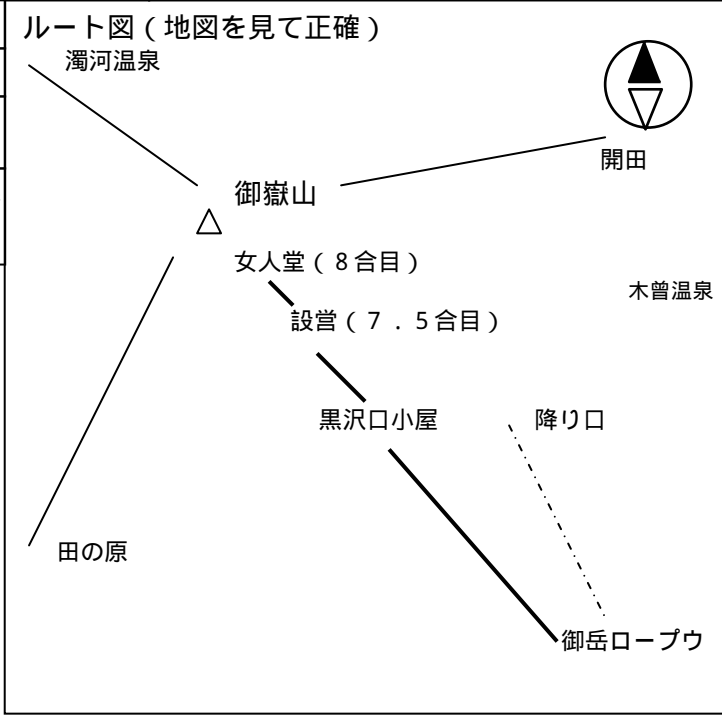 ルート図（地図を見て正確）
濁河温泉
開田
御嶽山
女人堂（８合目）
木曾温泉
設営（７．５合目）
黒沢口小屋
降り口
田の原
御岳ロープウ